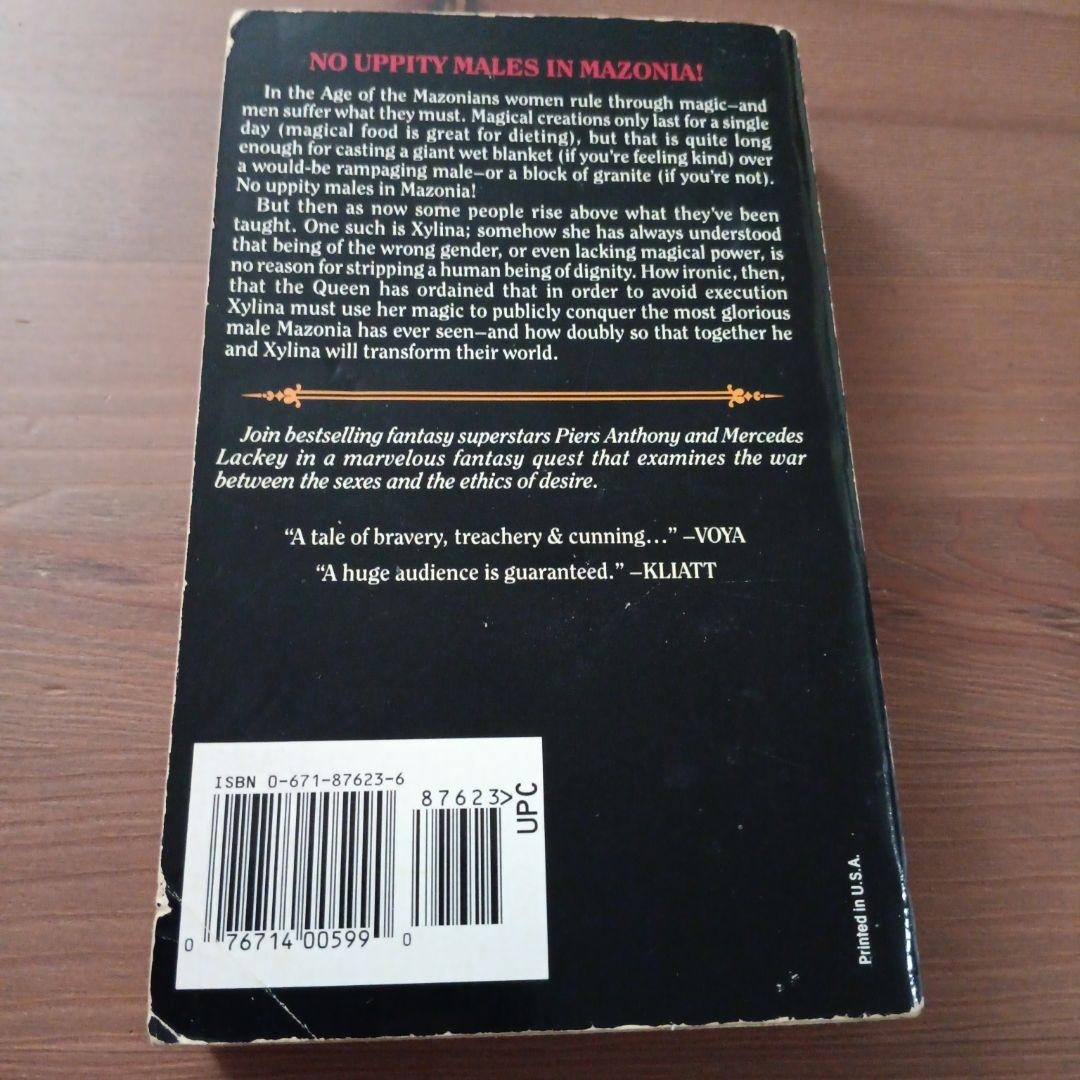 NO UPPITY MALES IN MAZONIA!
In the Age of the Mazonians women rule through magic—and
men suffer what they must. Magical creations only last for a single
day (magical food is great for dieting), but that is quite long
enough for casting a giant wet blanket (if you're feeling kind) over
a would-be rampaging male—or a block of granite (if you're not).
No uppity males in Mazonia!
But then as now some people rise above what they've been
taught. One such is Xylina; somehow she has always understood
that being of the wrong gender, or even lacking magical power, is
no reason for stripping a human being of dignity. How ironic, then,
that the Queen has ordained that in order to avoid execution
Xylina must use her magic to publicly conquer the most glorious
male Mazonia has ever seen—and how doubly so that together he
and Xylina will transform their world.
Join bestselling fantasy superstars Piers Anthony and Mercedes
Lackey in a marvelous fantasy quest that examines the war
between the sexes and the ethics of desire.
“A tale of bravery, treachery & cunning...” –VOYA
“A huge audience is guaranteed.” –KLIATT
ISBN 0-671-87623-6
87623>
UPC
0 76714 00599 0
Printed in U.S.A.